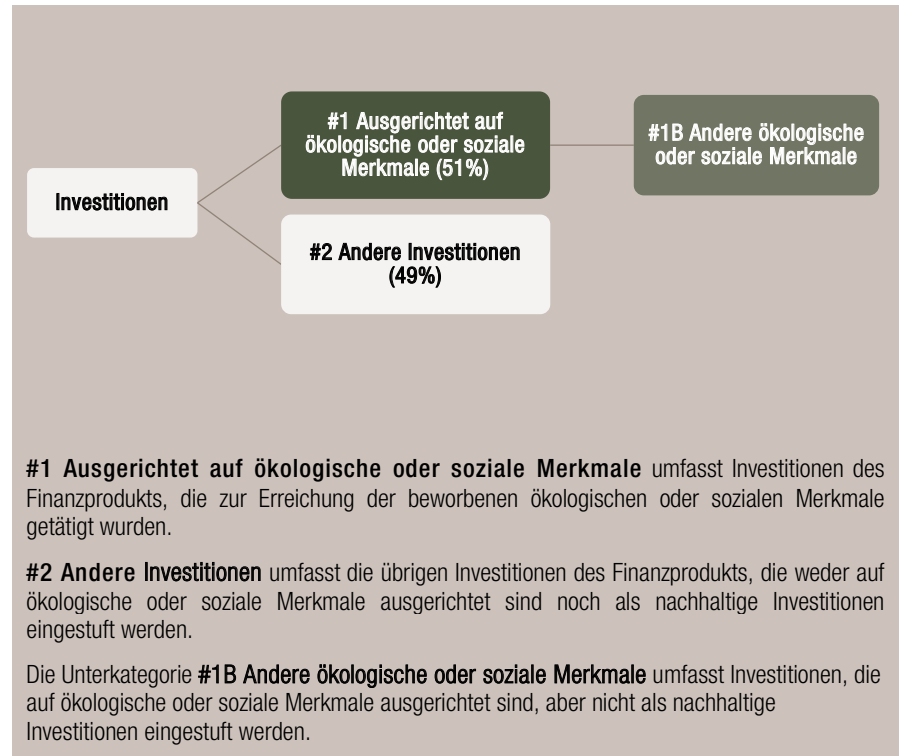 #1 Ausgerichtet auf
ökologische oder soziale
Merkmale (51%)
#1B Andere ökologische
oder soziale Merkmale
Investitionen
#2 Andere Investitionen
(49%)
#1 Ausgerichtet auf ökologische oder soziale Merkmale umfasst Investitionen des
Finanzprodukts, die zur Erreichung der beworbenen ökologischen oder sozialen Merkmale
getätigt wurden.
#2 Andere Investitionen umfasst die übrigen Investitionen des Finanzprodukts, die weder auf
ökologische oder soziale Merkmale ausgerichtet sind noch als nachhaltige Investitionen
eingestuft werden.
Die Unterkategorie #1B Andere ökologische oder soziale Merkmale umfasst Investitionen, die
auf ökologische oder soziale Merkmale ausgerichtet sind, aber nicht als nachhaltige
Investitionen eingestuft werden.